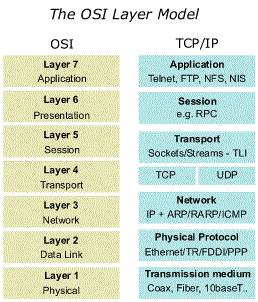 The OSI Layer Model
OSI
Layer 7
Application
Layer 6
Presentation
Layer 5
Session
Layer 4
Transport
Layer 3
Network
Layer 2
Data Link
Layer 1
Physical
TCP/IP
Application
Telnet, FTP, NFS, NIS
Session
e.g. RPC
Transport
Sockets/Streams - TLI
TCP
UDP
Network
IP + ARP/RARP/ICMP
Physical Protocol
Ethernet/TR/FDDI/PPP
Transmission medium
Coax, Fiber, 10baseT..